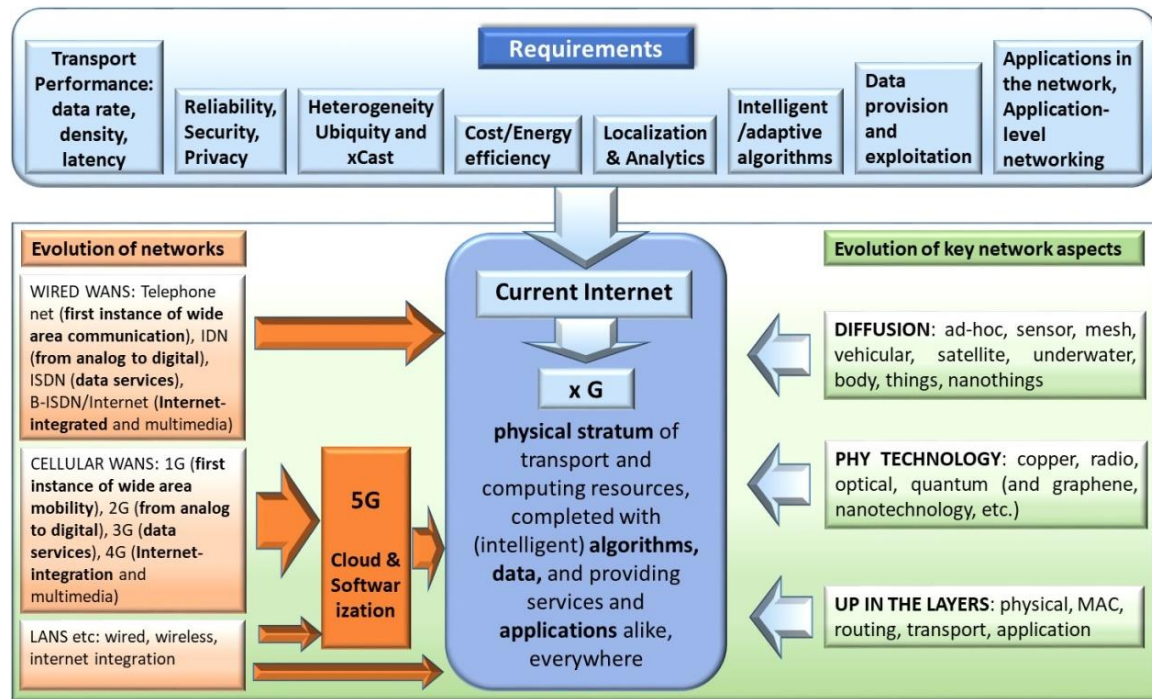 Requirements
Transport
Performance:
data rate,
density,
latency
Reliability,
Security,
Privacy
Heterogeneity
Ubiquity and
xCast
Cost/Energy
efficiency
Localization
& Analytics
Intelligent
/adaptive
algorithms
Data
provision
and
exploitation
Applications in
the network,
Application-
level
networking
Evolution of networks
WIRED WANS: Telephone
net (first instance of wide
area communication), IDN
(from analog to digital),
ISDN (data services),
B-ISDN/Internet (Internet-
integrated and multimedia)
CELLULAR WANS: 1G (first
instance of wide area
mobility), 2G (from analog
to digital), 3G (data
services), 4G (Internet-
integration and
multimedia)
LANS etc: wired, wireless,
internet integration
5G
Cloud &
Softwar
ization
Current Internet
x G
physical stratum of
transport and
computing resources,
completed with
(intelligent) algorithms,
data, and providing
services and
applications alike,
everywhere
Evolution of key network aspects
DIFFUSION: ad-hoc, sensor, mesh,
vehicular, satellite, underwater,
body, things, nanothings
PHY TECHNOLOGY: copper, radio,
optical, quantum (and graphene,
nanotechnology, etc.)
UP IN THE LAYERS: physical, MAC,
routing, transport, application